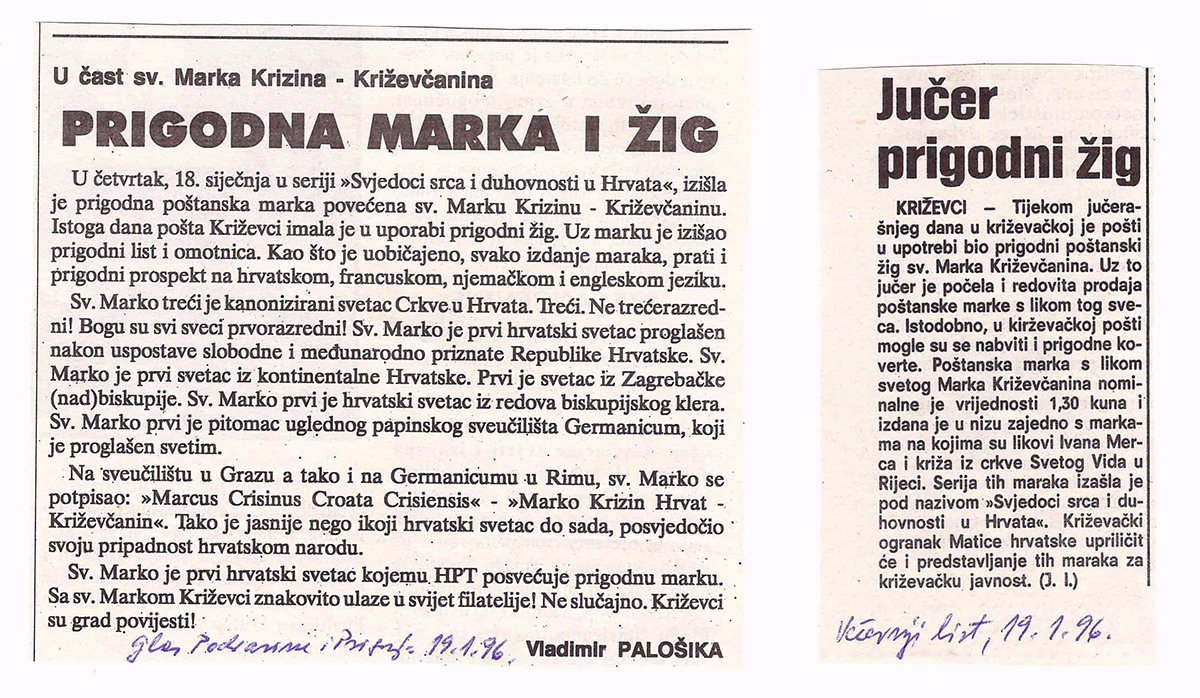 U čast sv. Marka Krizina - Križevčanina
PRIGODNA MARKA I ŽIG
U četvrtak, 18. siječnja u seriji »Svjedoci srca i duhovnosti u Hrvata«, izišla
je prigodna poštanska marka povećena sv. Marku Krizinu - Križevčaninu.
Istoga dana pošta Križevci imala je u uporabi prigodni žig. Uz marku je izišao
prigodni list i omotnica. Kao što je uobičajeno, svako izdanje maraka, prati i
prigodni prospekt na hrvatskom, francuskom, njemačkom i engleskom jeziku.
Sv. Marko treći je kanonizirani svetac Crkve u Hrvata. Treći. Ne trećerazred-
ni! Bogu su svi sveci prvorazredni! Sv. Marko je prvi hrvatski svetac proglašen
nakon uspostave slobodne i međunarodno priznate Republike Hrvatske. Sv.
Marko je prvi svetac iz kontinentalne Hrvatske. Prvi je svetac iz Zagrebačke
(nad)biskupije. Sv. Marko prvi je hrvatski svetac iz redova biskupijskog klera.
Sv. Marko prvi je pitomac uglednog papinskog sveučilišta Germanicum, koji
je proglašen svetim.
Na sveučilištu u Grazu a tako i na Germanicumu u Rimu, sv. Marko se
potpisao: »Marcus Crisinus Croata Crisiensis« - »Marko Krizin Hrvat -
Križevčanin«. Tako je jasnije nego ikoji hrvatski svetac do sada, posvjedočio
svoju pripadnost hrvatskom narodu.
Sv. Marko je prvi hrvatski svetac kojemu HPT posvećuje prigodnu marku.
Sa sv. Markom Križevci znakovito ulaze u svijet filatelije! Ne slučajno. Križevci
su grad povijesti!
Glas Podravine i Prigorja 19.1.96.
Vladimir PALOŠIKA
Jučer
prigodni žig
KRIŽEVCI – Tijekom jučera-
šnjeg dana u križevačkoj je pošti
u upotrebi bio prigodni poštanski
žig sv. Marka Križevčanina. Uz to
jučer je počela i redovita prodaja
poštanske marke s likom tog sve-
ca. Istodobno, u kirževačkoj pošti
mogle su se nabviti i prigodne ko-
verte. Poštanska marka s likom
svetog Marka Križevčanina nomi-
nalne je vrijednosti 1,30 kuna i
izdana je u nizu zajedno s marka-
ma na kojima su likovi Ivana Mer-
ca i križa iz crkve Svetog Vida u
Rijeci. Serija tih maraka izašla je
pod nazivom »Svjedoci srca i du-
hovnosti u Hrvata«. Križevački
ogranak Matice hrvatske upriličit
će i predstavljanje tih maraka za
križevačku javnost. (J. I.)
Večernji list, 19.1.96.